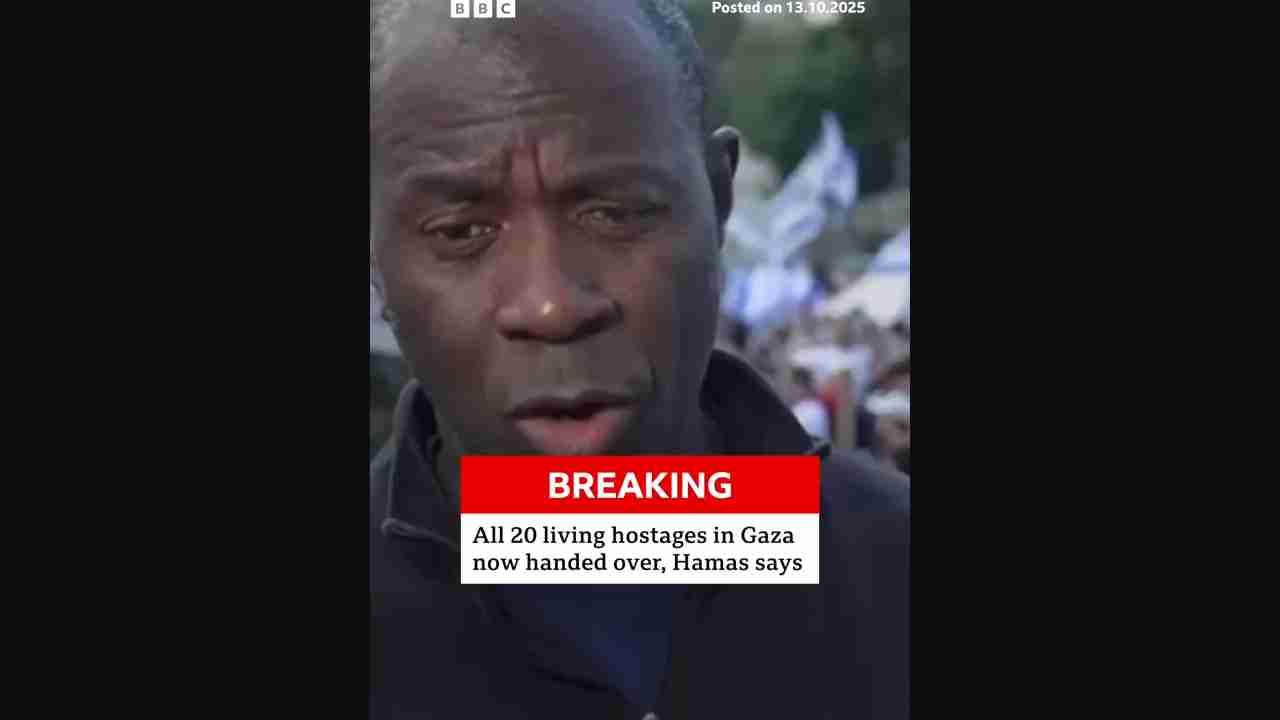 BBC
Posted on 13.10.2025
BREAKING
All 20 living hostages in Gaza
now handed over, Hamas says